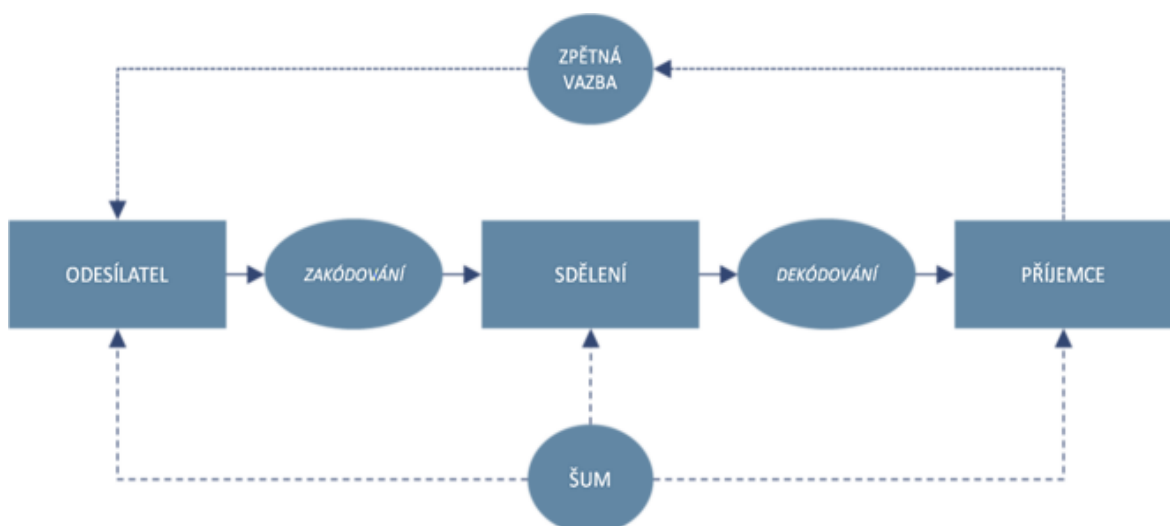 ZPĚTNÁ
VAZBA
ODESÍLATEL
ZAKÓDOVÁNÍ
SDĚLENÍ
DEKÓDOVÁNÍ
PŘÍJEMCE
ŠUM